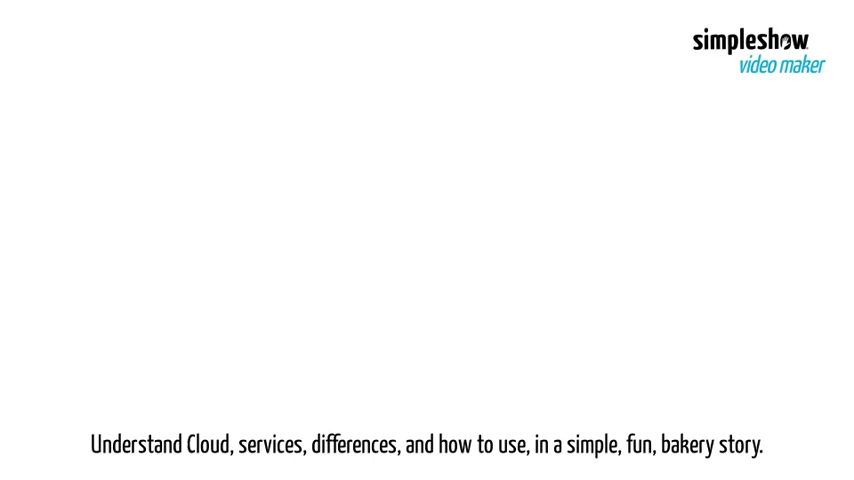 simpleshow
video maker
Understand Cloud, services, differences, and how to use, in a simple, fun, bakery story.